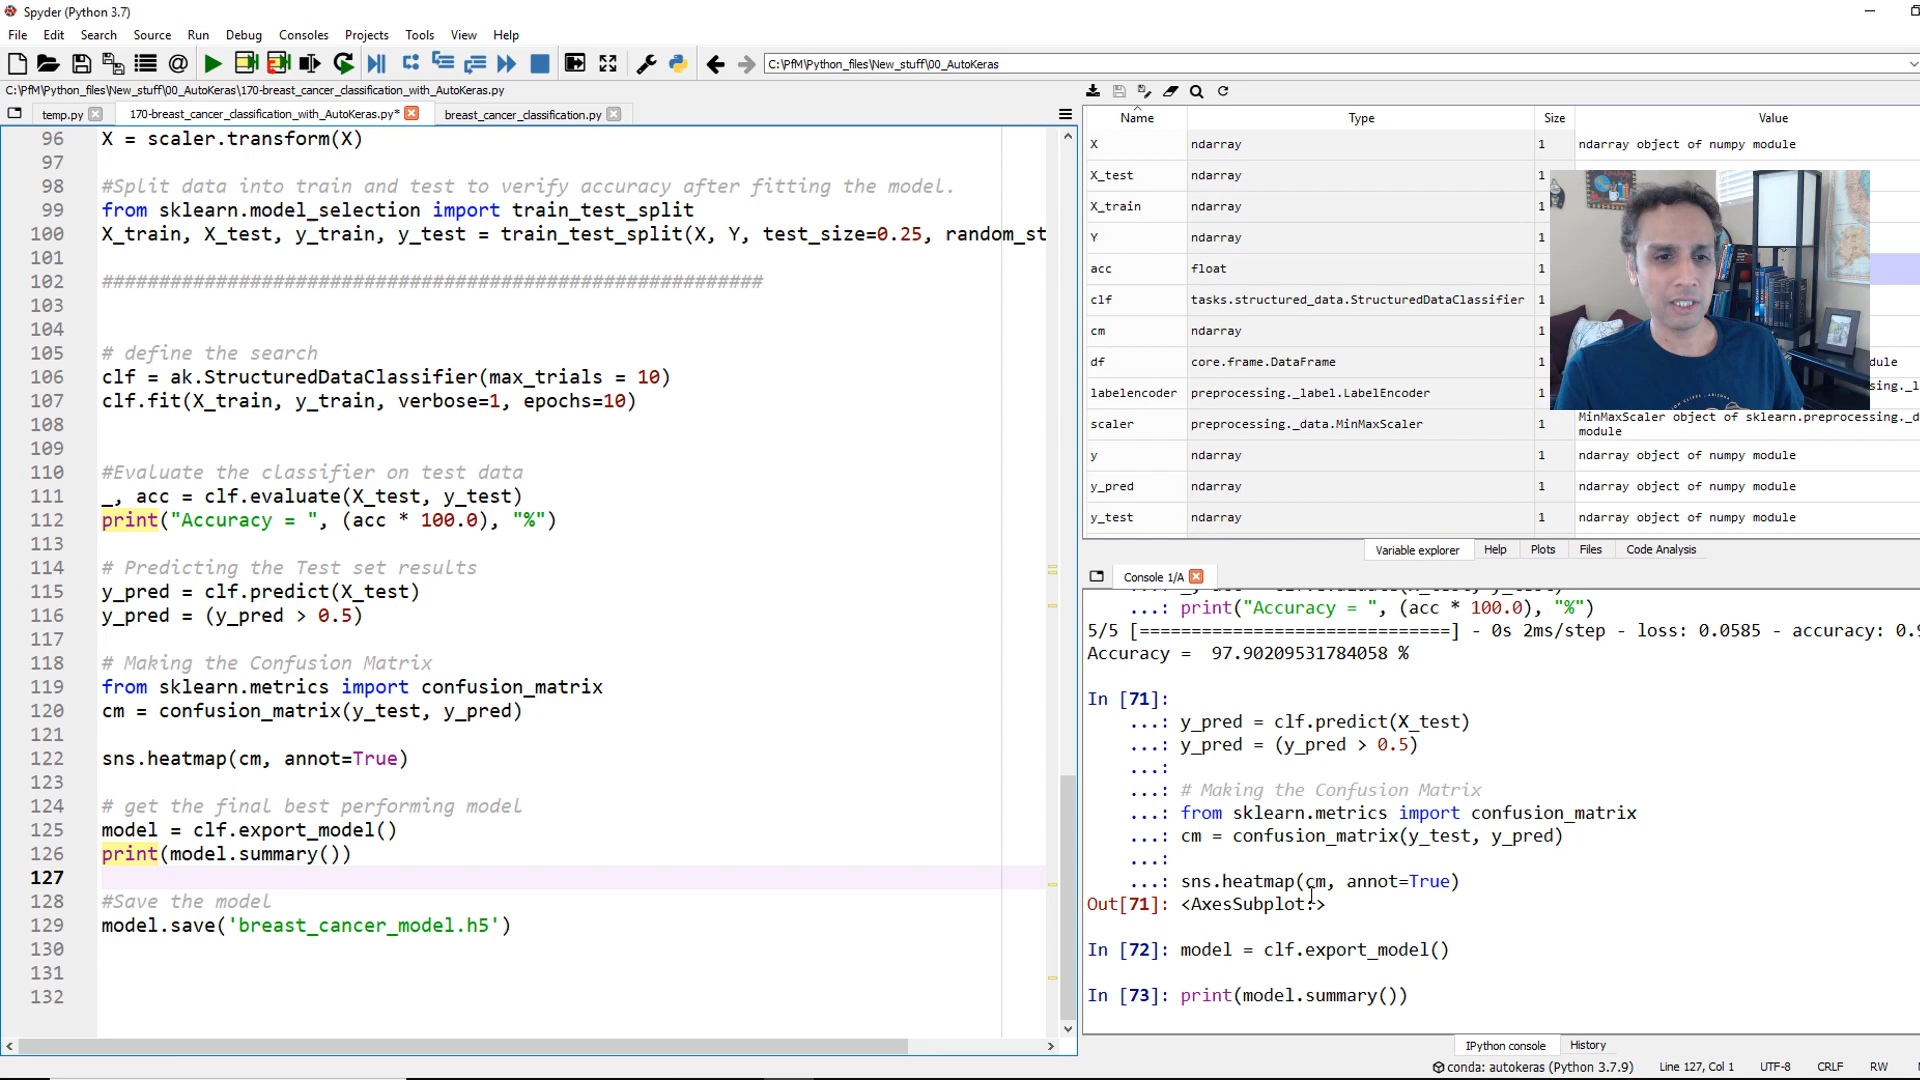 Spyder (Python 3.7)
File Edit Search Source Run Debug Consoles Projects Tools View Help
C:\PfM\Python_files\New_stuff\00_AutoKeras
C:\PfM\Python_files\New_stuff\00_AutoKeras\170-breast_cancer_classification_with_AutoKeras.py
temp.py 170-breast_cancer_classification_with_AutoKeras.py* breast_cancer_classification.py
96 X = scaler.transform(X)
97
98 #Split data into train and test to verify accuracy after fitting the model.
99 from sklearn.model_selection import train_test_split
100 X_train, X_test, y_train, y_test = train_test_split(X, Y, test_size=0.25, random_st
101
102 ##########################################################
103
104
105 # define the search
106 clf = ak.StructuredDataClassifier(max_trials = 10)
107 clf.fit(X_train, y_train, verbose=1, epochs=10)
108
109
110 #Evaluate the classifier on test data
111 _, acc = clf.evaluate(X_test, y_test)
112 print("Accuracy = ", (acc * 100.0), "%")
113
114 # Predicting the Test set results
115 y_pred = clf.predict(X_test)
116 y_pred = (y_pred > 0.5)
117
118 # Making the Confusion Matrix
119 from sklearn.metrics import confusion_matrix
120 cm = confusion_matrix(y_test, y_pred)
121
122 sns.heatmap(cm, annot=True)
123
124 # get the final best performing model
125 model = clf.export_model()
126 print(model.summary())
127
128 #Save the model
129 model.save('breast_cancer_model.h5')
130
131
132
Name Type Size Value
X ndarray 1 ndarray object of numpy module
X_test ndarray 1
X_train ndarray 1
Y ndarray 1
acc float 1
clf tasks.structured_data.StructuredDataClassifier 1
cm ndarray 1
df core.frame.DataFrame 1 dule
labelencoder preprocessing._label.LabelEncoder 1 sing._l
scaler preprocessing._data.MinMaxScaler 1 MinMaxScaler object of sklearn.preprocessing._d
module
y ndarray 1 ndarray object of numpy module
y_pred ndarray 1 ndarray object of numpy module
y_test ndarray 1 ndarray object of numpy module
Variable explorer Help Plots Files Code Analysis
Console 1/A
...: print("Accuracy = ", (acc * 100.0), "%")
5/5 [==============================] - 0s 2ms/step - loss: 0.0585 - accuracy: 0.9
Accuracy =  97.90209531784058 %
In [71]:
...: y_pred = clf.predict(X_test)
...: y_pred = (y_pred > 0.5)
...:
...: # Making the Confusion Matrix
...: from sklearn.metrics import confusion_matrix
...: cm = confusion_matrix(y_test, y_pred)
...:
...: sns.heatmap(cm, annot=True)
Out[71]: <AxesSubplot:>
In [72]: model = clf.export_model()
In [73]: print(model.summary())
IPython console History
conda: autokeras (Python 3.7.9) Line 127, Col 1 UTF-8 CRLF RW